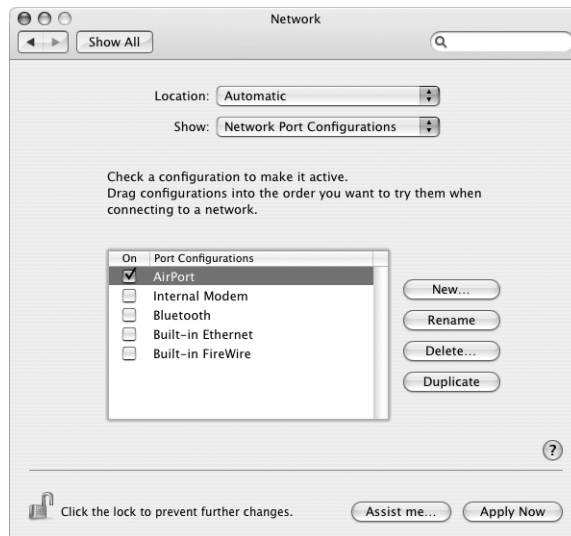 Network
Show All
Location: Automatic
Show: Network Port Configurations
Check a configuration to make it active.
Drag configurations into the order you want to try them when
connecting to a network.
On Port Configurations
AirPort
Internal Modem
Bluetooth
Built-in Ethernet
Built-in FireWire
New...
Rename
Delete...
Duplicate
?
Click the lock to prevent further changes.
Assist me...
Apply Now